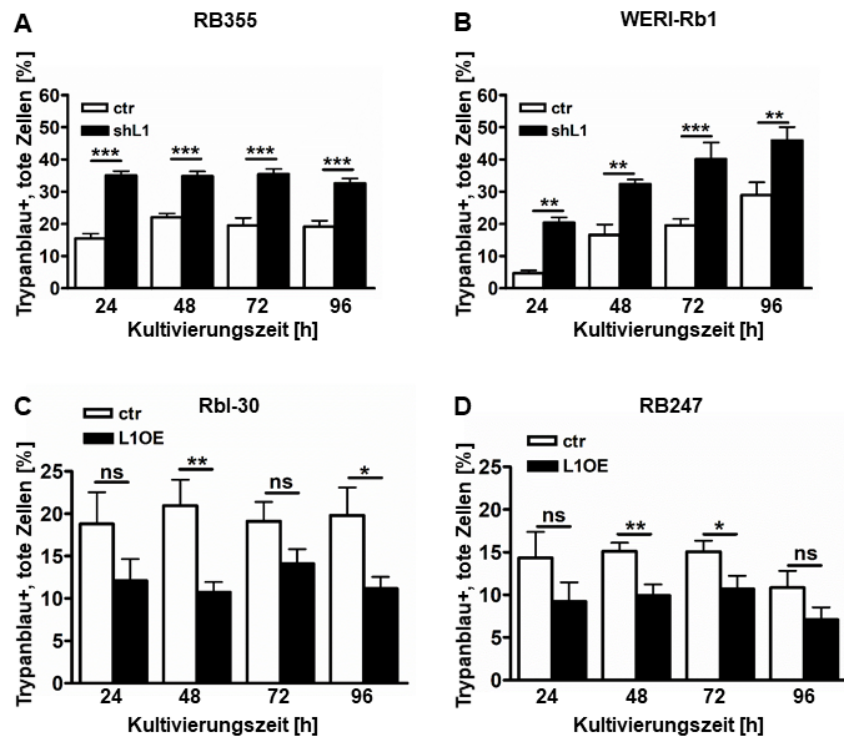 A
RB355
Trypanblau+, tote Zellen [%]
60
50
40
30
20
10
0
ctr
shL1
***
***
***
***
24 48 72 96
Kultivierungszeit [h]
B
WERI-Rb1
Trypanblau+, tote Zellen [%]
60
50
40
30
20
10
0
ctr
shL1
**
**
***
**
24 48 72 96
Kultivierungszeit [h]
C
Rbl-30
Trypanblau+, tote Zellen [%]
25
20
15
10
5
0
ctr
L1OE
ns
**
ns
*
24 48 72 96
Kultivierungszeit [h]
D
RB247
Trypanblau+, tote Zellen [%]
25
20
15
10
5
0
ctr
L1OE
ns
**
*
ns
24 48 72 96
Kultivierungszeit [h]